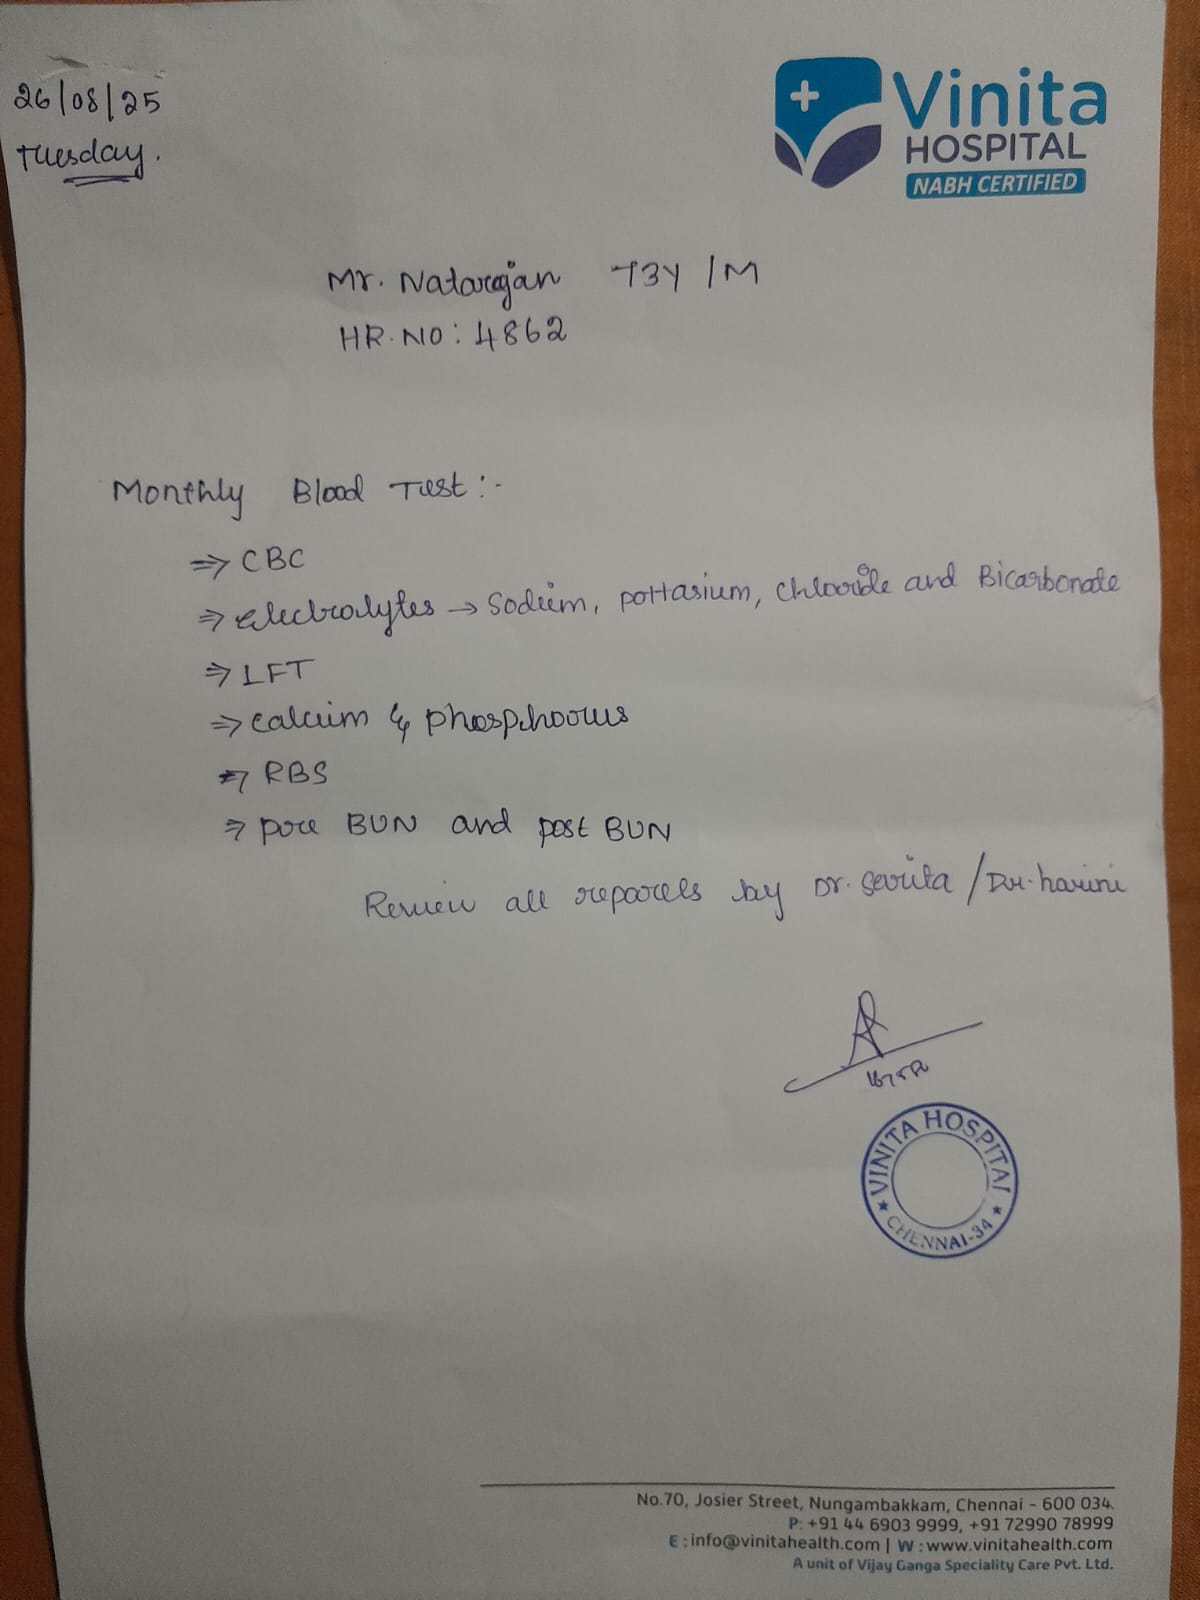 26/08/25
Tuesday.
Vinita
HOSPITAL
NABH CERTIFIED
Mr. Natarajan 73Y /M
HR.NO: 4862
Monthly Blood Test :-
⇒ CBC
⇒ electrolytes → Sodium, pottasium, chloride and Bicarbonate
⇒ LFT
⇒ calcium & phosphorus
⇒ RBS
⇒ pre BUN and post BUN
Review all reports by Dr. / Dr. harini
VINITA HOSPITAL
★ CHENNAI-34 ★
No.70, Josier Street, Nungambakkam, Chennai - 600 034.
P: +91 44 6903 9999, +91 72990 78999
E : info@vinitahealth.com | W : www.vinitahealth.com
A unit of Vijay Ganga Speciality Care Pvt. Ltd.